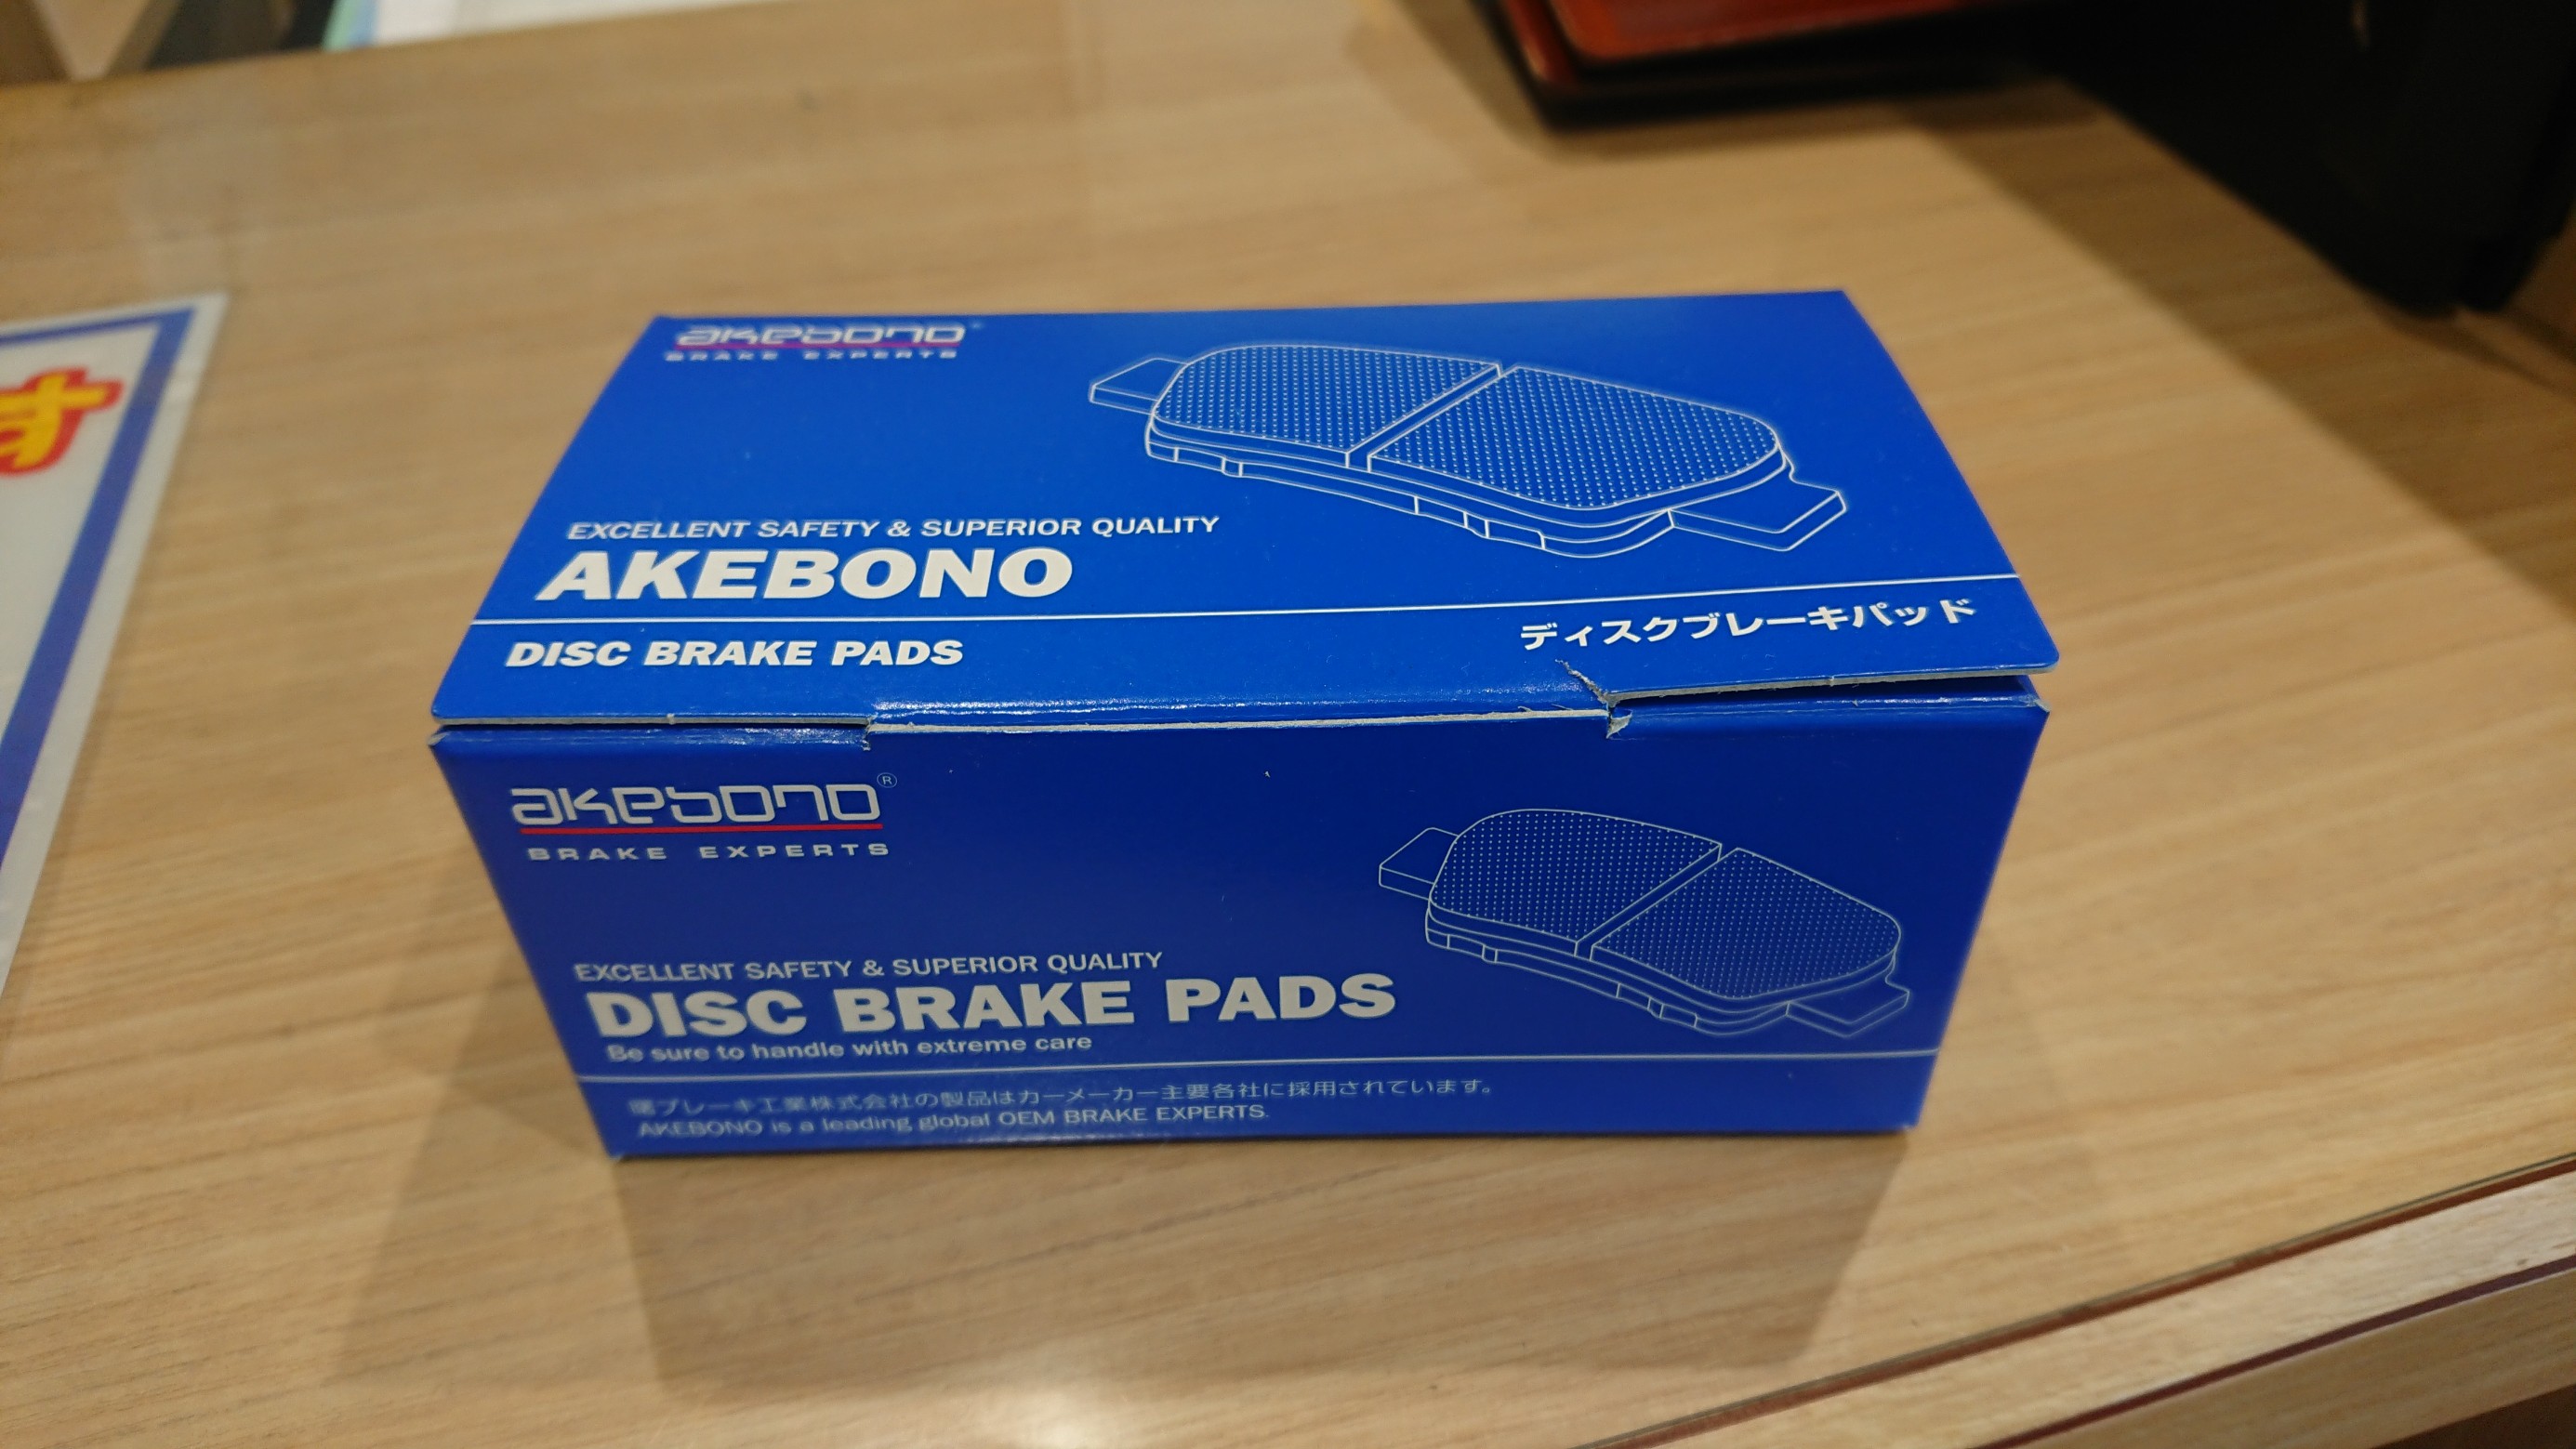 akebono
BRAKE EXPERTS
EXCELLENT SAFETY & SUPERIOR QUALITY
AKEBONO
DISC BRAKE PADS
ディスクブレーキパッド
akebono®
BRAKE EXPERTS
EXCELLENT SAFETY & SUPERIOR QUALITY
DISC BRAKE PADS
Be sure to handle with extreme care
曙ブレーキ工業株式会社の製品はカーメーカー主要各社に採用されています。
AKEBONO is a leading global OEM BRAKE EXPERTS.
す